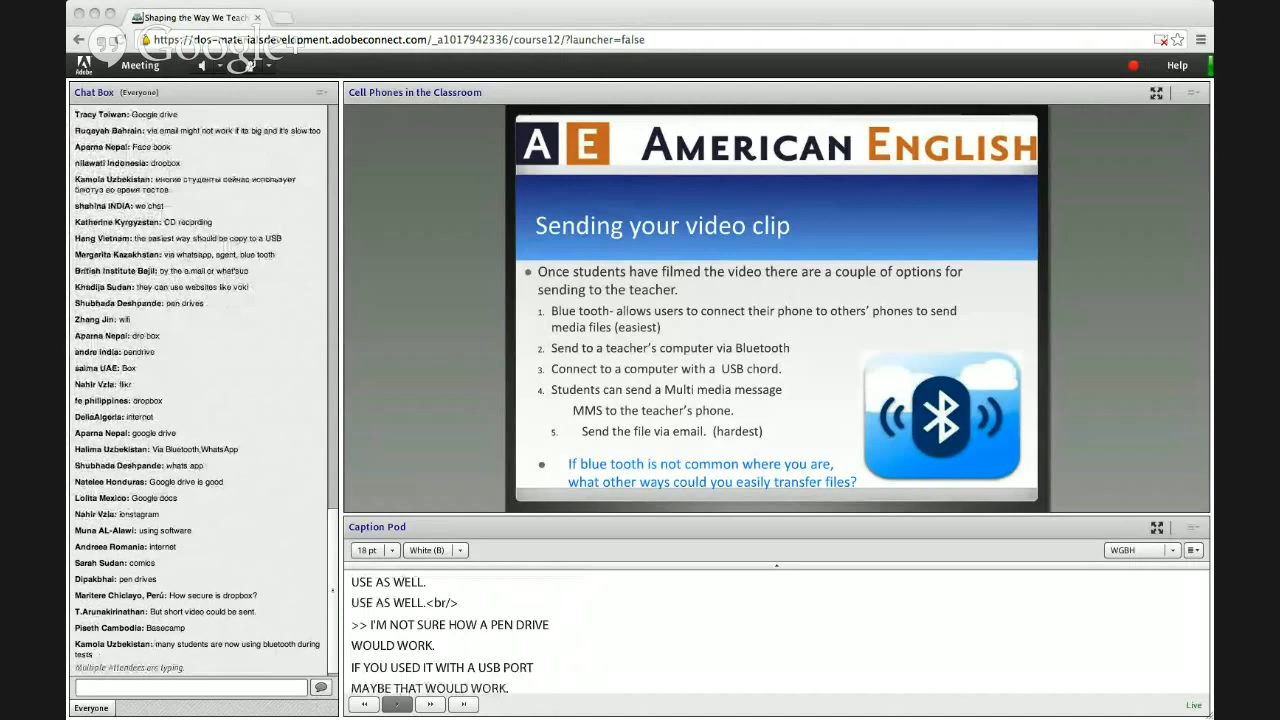 Shaping the Way We Teach
Google+
https://dos-materialsdevelopment.adobeconnect.com/_a1017942336/course12/?launcher=false
Adobe
Meeting
Help
Chat Box (Everyone)
Tracy Taiwan: Google drive
Ruqayah Bahrain: via email might not work if its big and it's slow too
Aparna Nepal: Face book
nilawati Indonesia: dropbox
Kamola Uzbekistan: многие студенты сейчас использует
блютуз во время тестов
shahina INDIA: we chat
Katherine Kyrgyzstan: CD recording
Hang Vietnam: the easiest way should be copy to a USB
Margarita Kazakhstan: via whatsapp, agent, blue tooth
British Institute Bajil: by the e.mail or what'sup
Khadija Sudan: they can use websites like voki
Shubhada Deshpande: pen drives
Zhang Jin: wifi
Aparna Nepal: dro box
andre india: pendrive
salma UAE: Box
Nahir Vzla: flikr
fe philippines: dropbox
DeliaAlgeria: internet
Aparna Nepal: google drive
Halima Uzbekistan: Via Bluetooth,WhatsApp
Shubhada Deshpande: whats app
Natelee Honduras: Google drive is good
Lolita Mexico: Google docs
Nahir Vzla: ionstagram
Muna AL-Alawi: using software
Andreea Romania: internet
Sarah Sudan: comics
Dipakbhai: pen drives
Maritere Chiclayo, Perú: How secure is dropbox?
T.Arunakirinathan: But short video could be sent.
Piseth Cambodia: Basecamp
Kamola Uzbekistan: many students are now using bluetooth during
tests
Multiple Attendees are typing.
Everyone
Cell Phones in the Classroom
AE AMERICAN ENGLISH
Sending your video clip
• Once students have filmed the video there are a couple of options for
sending to the teacher.
1. Blue tooth- allows users to connect their phone to others' phones to send
media files (easiest)
2. Send to a teacher's computer via Bluetooth
3. Connect to a computer with a USB chord.
4. Students can send a Multi media message
MMS to the teacher's phone.
5. Send the file via email. (hardest)
• If blue tooth is not common where you are,
what other ways could you easily transfer files?
Caption Pod
18 pt
White (B)
WGBH
USE AS WELL.
USE AS WELL.<br/>
>> I'M NOT SURE HOW A PEN DRIVE
WOULD WORK.
IF YOU USED IT WITH A USB PORT
MAYBE THAT WOULD WORK.
Live